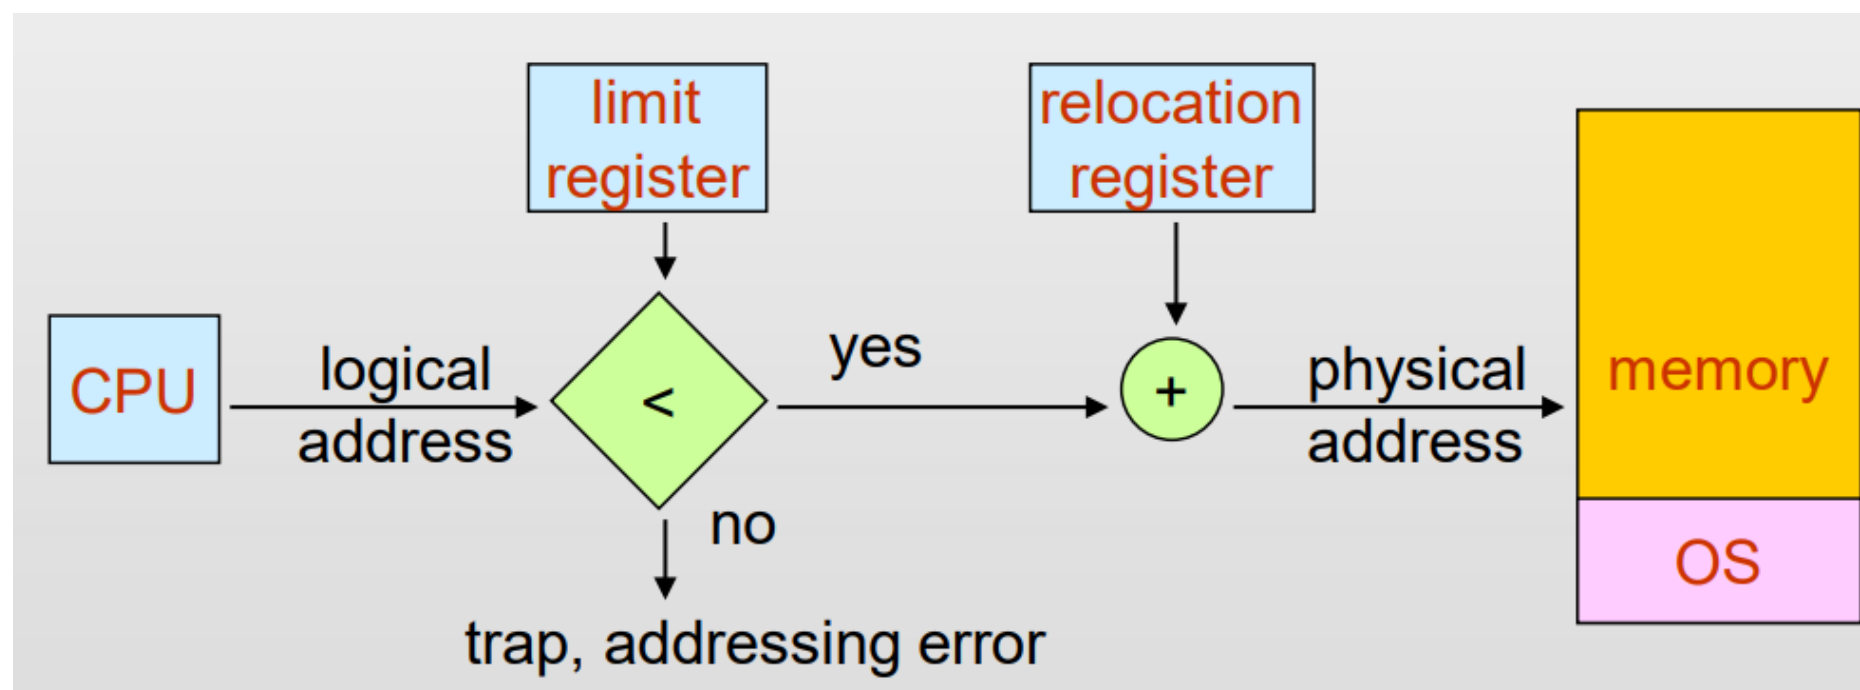 limit
register
relocation
register
CPU
logical
address
<
yes
+
physical
address
memory
no
OS
trap, addressing error